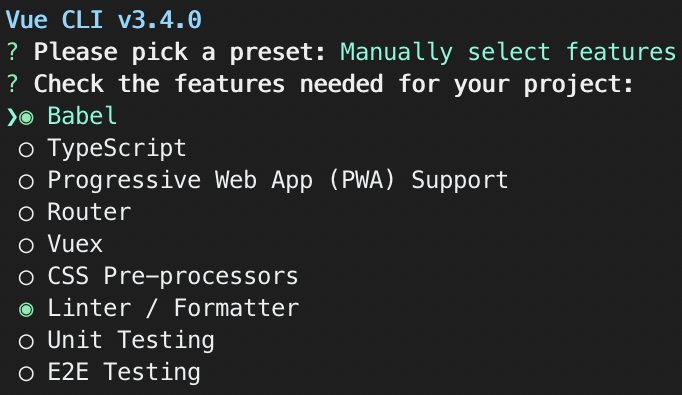 Vue CLI v3.4.0
? Please pick a preset: Manually select features
? Check the features needed for your project:
❯◉ Babel
◯ TypeScript
◯ Progressive Web App (PWA) Support
◯ Router
◯ Vuex
◯ CSS Pre-processors
◉ Linter / Formatter
◯ Unit Testing
◯ E2E Testing